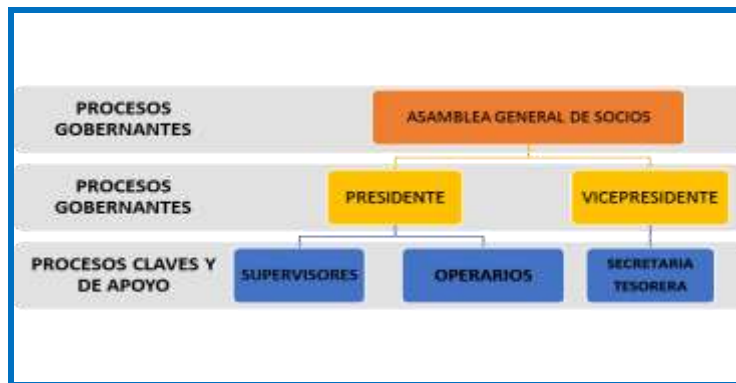 PROCESOS
GOBERNANTES
ASAMBLEA GENERAL DE SOCIOS
PROCESOS
GOBERNANTES
PRESIDENTE
VICEPRESIDENTE
PROCESOS CLAVES Y
DE APOYO
SUPERVISORES
OPERARIOS
SECRETARIA
TESORERA